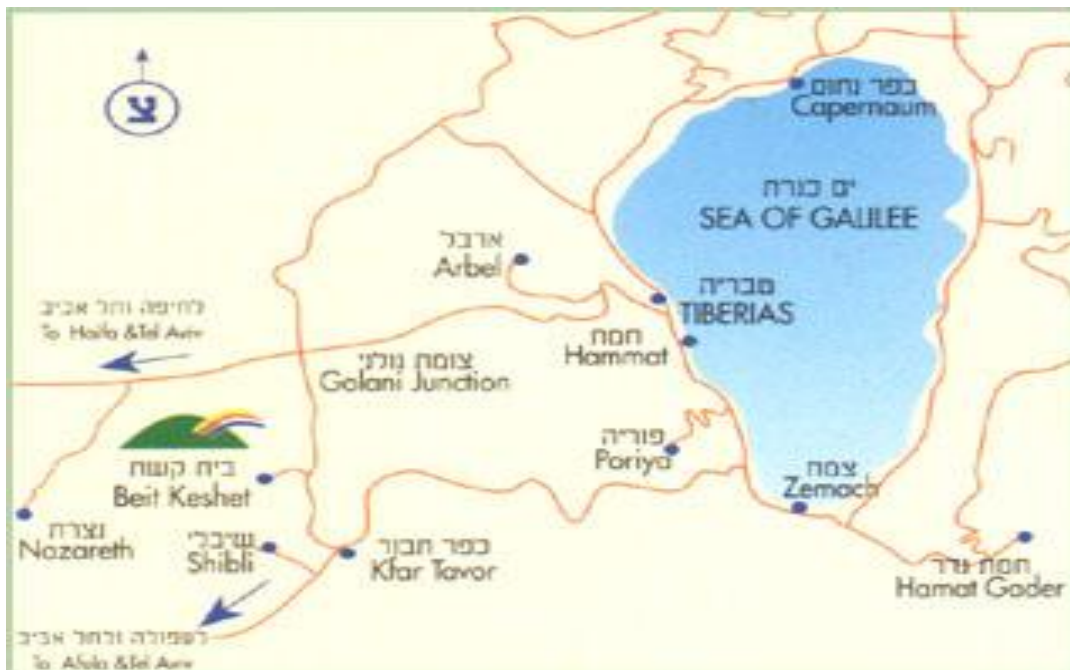 צ
כפר נחום
Capernaum
ים כנרת
SEA OF GALILEE
ארבל
Arbel
טבריה
TIBERIAS
לחיפה ותל אביב
To Haifa & Tel Aviv
חמת
Hammat
צומת גולני
Golani Junction
פוריה
Poriya
בית קשת
Beit Keshet
צמח
Zemach
נצרת
Nazareth
שיבלי
Shibli
כפר תבור
Kfar Tavor
חמת גדר
Hamat Gader
לעפולה ולתל אביב
To Afula & Tel Aviv